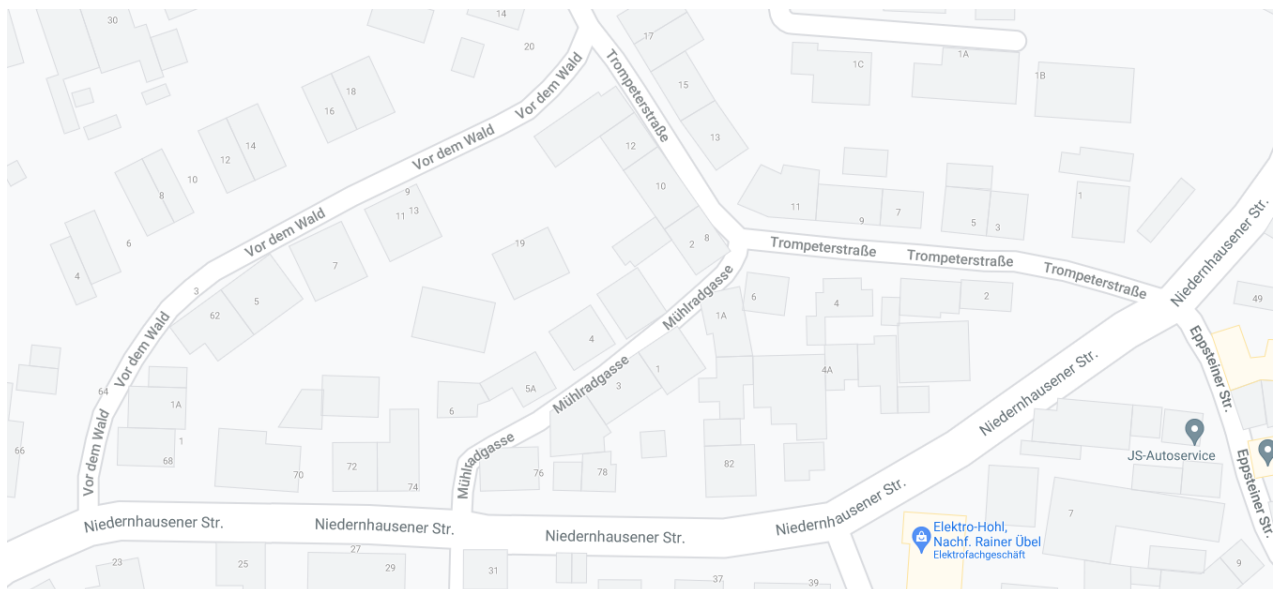 30
14
20
17
1C
1A
1B
18
16
Vor dem Wald
Trompeterstraße
15
13
12
14
12
Vor dem Wald
10
8
10
9
11
13
11
9
7
5
3
1
6
Vor dem Wald
19
2
8
Trompeterstraße
Trompeterstraße
Niedernhausener Str.
4
7
3
5
62
Mühlradgasse
6
4
2
Trompeterstraße
49
1A
Vor dem Wald
4
Eppsteiner Str.
64
1A
6
5A
Mühlradgasse
3
1
4A
Niedernhausener Str.
66
Vor dem Wald
1
68
70
72
74
Mühlradgasse
76
78
82
JS-Autoservice
Eppsteiner Str.
Niedernhausener Str.
Niedernhausener Str.
Niedernhausener Str.
Niedernhausener Str.
7
Elektro-Hohl,
Nachf. Rainer Übel
Elektrofachgeschäft
23
25
27
29
31
37
39
9